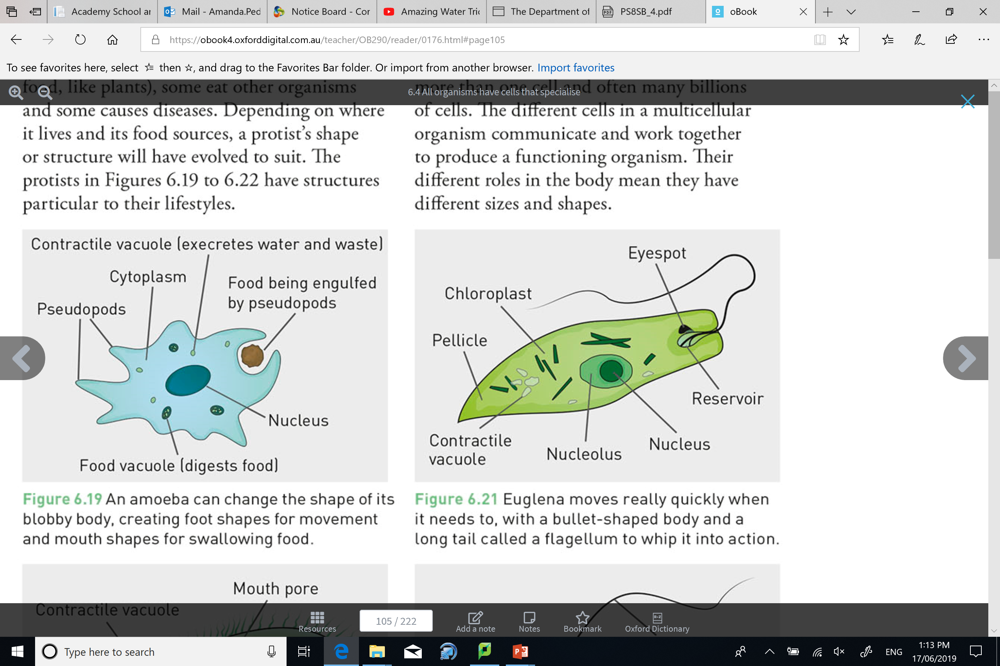 Academy School ar
Mail - Amanda.Ped
Notice Board - Cor
Amazing Water Tric
The Department of
PS8SB_4.pdf
oBook
https://obook4.oxforddigital.com.au/teacher/OB290/reader/0176.html#page105
To see favorites here, select then ☆, and drag to the Favorites Bar folder. Or import from another browser. Import favorites
6.4 All organisms have cells that specialise
food, like plants), some eat other organisms
and some causes diseases. Depending on where
it lives and its food sources, a protist’s shape
or structure will have evolved to suit. The
protists in Figures 6.19 to 6.22 have structures
particular to their lifestyles.
more than one cell and often many billions
of cells. The different cells in a multicellular
organism communicate and work together
to produce a functioning organism. Their
different roles in the body mean they have
different sizes and shapes.
Contractile vacuole (execretes water and waste)
Cytoplasm
Food being engulfed
by pseudopods
Pseudopods
Nucleus
Food vacuole (digests food)
Figure 6.19 An amoeba can change the shape of its
blobby body, creating foot shapes for movement
and mouth shapes for swallowing food.
Eyespot
Chloroplast
Pellicle
Reservoir
Contractile
vacuole
Nucleolus
Nucleus
Figure 6.21 Euglena moves really quickly when
it needs to, with a bullet-shaped body and a
long tail called a flagellum to whip it into action.
Mouth pore
Contractile vacuole
Resources
105 / 222
Add a note
Notes
Bookmark
A-Z
Oxford Dictionary
Type here to search
ENG
1:13 PM
17/06/2019